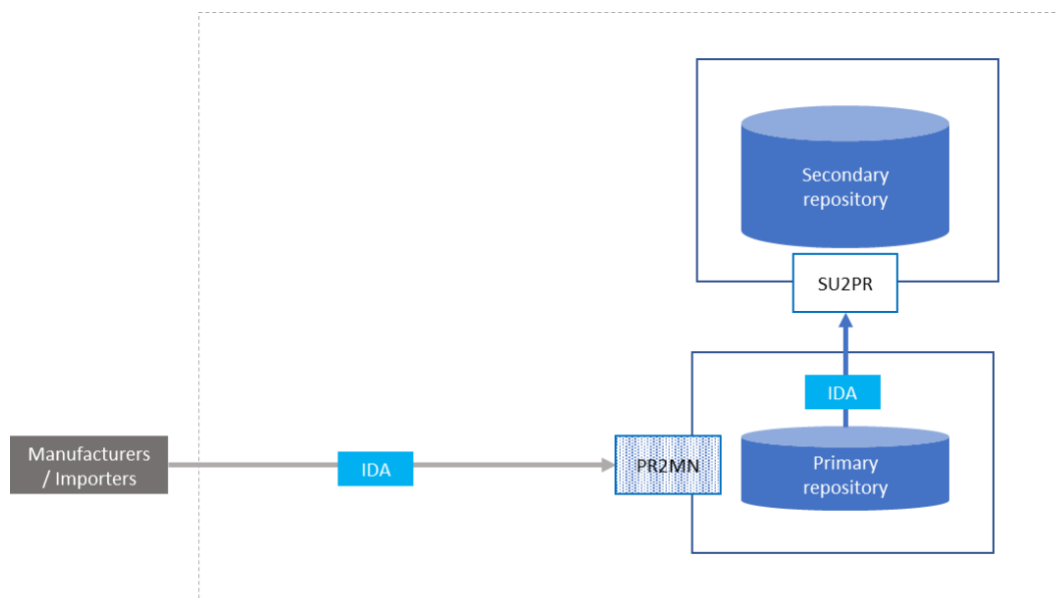 Secondary
repository
SU2PR
IDA
Manufacturers
/ Importers
IDA
PR2MN
Primary
repository